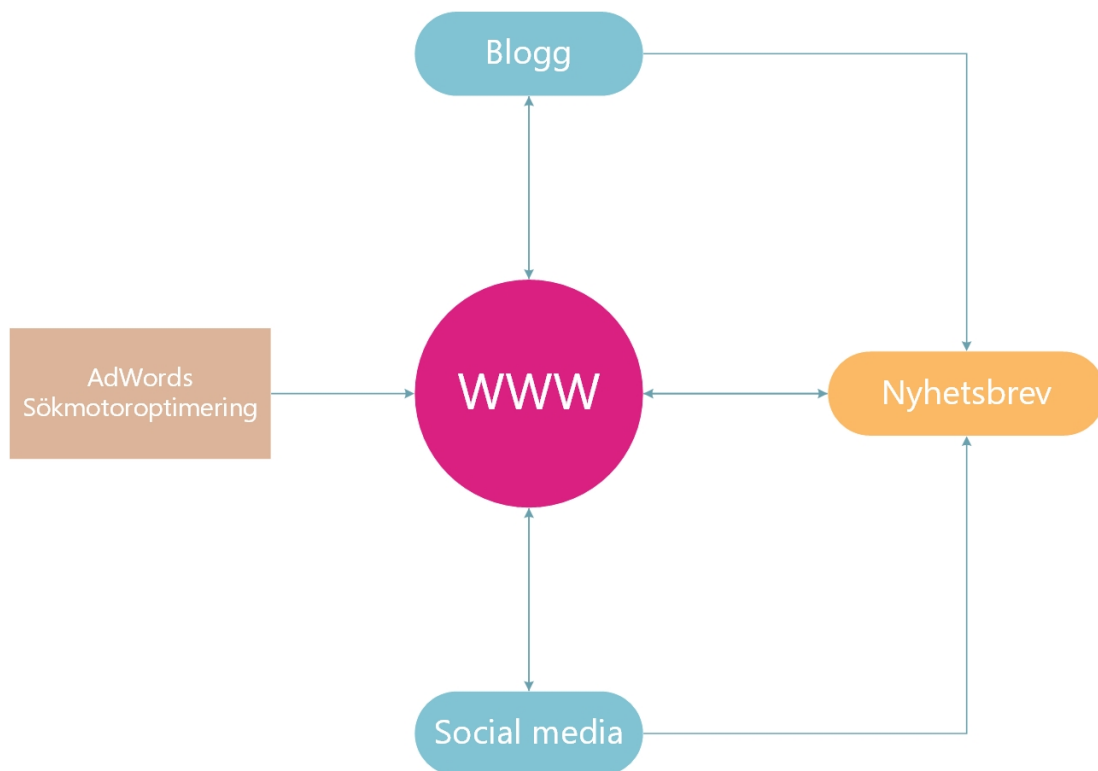 Blogg
AdWords
Sökmotoroptimering
WWW
Nyhetsbrev
Social media